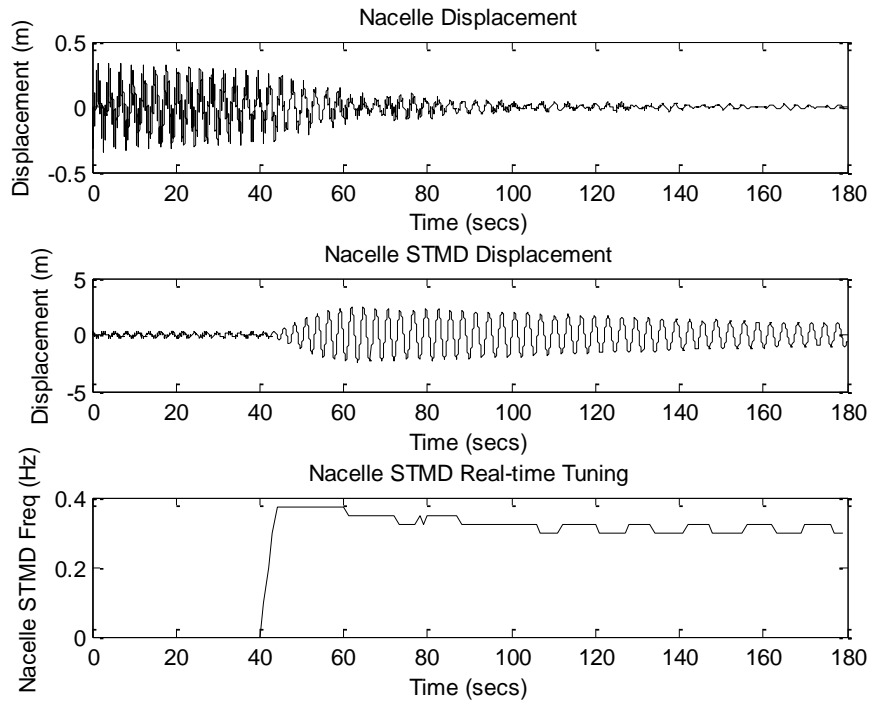 Nacelle Displacement
Displacement (m)
0.5
0
-0.5
0 20 40 60 80 100 120 140 160 180
Time (secs)
Nacelle STMD Displacement
Displacement (m)
5
0
-5
0 20 40 60 80 100 120 140 160 180
Time (secs)
Nacelle STMD Real-time Tuning
Nacelle STMD Freq (Hz)
0.4
0.2
0
0 20 40 60 80 100 120 140 160 180
Time (secs)